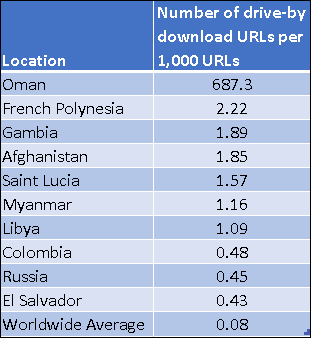 Location
Number of drive-by
download URLs per
1,000 URLs
Oman 687.3
French Polynesia 2.22
Gambia 1.89
Afghanistan 1.85
Saint Lucia 1.57
Myanmar 1.16
Libya 1.09
Colombia 0.48
Russia 0.45
El Salvador 0.43
Worldwide Average 0.08